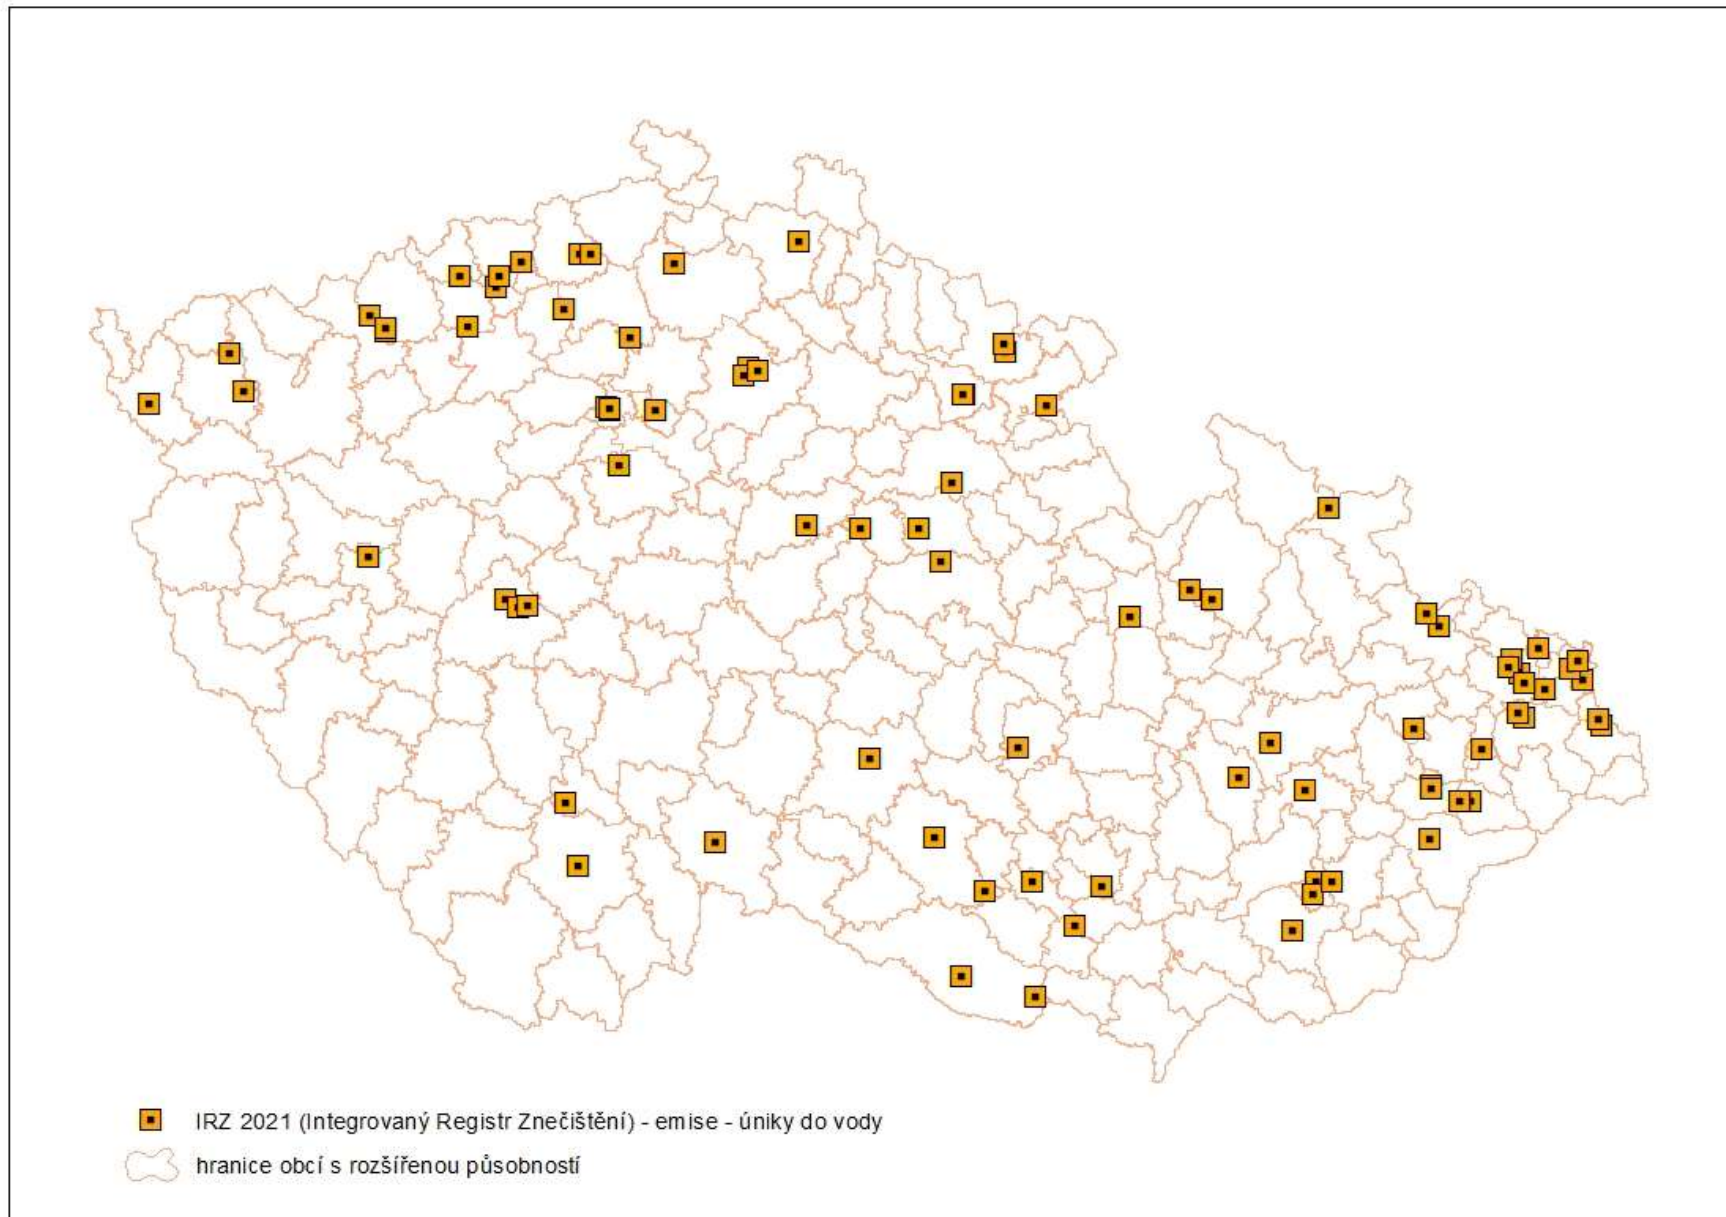 IRZ 2021 (Integrovaný Registr Znečištění) - emise - úniky do vody
hranice obcí s rozšířenou působností